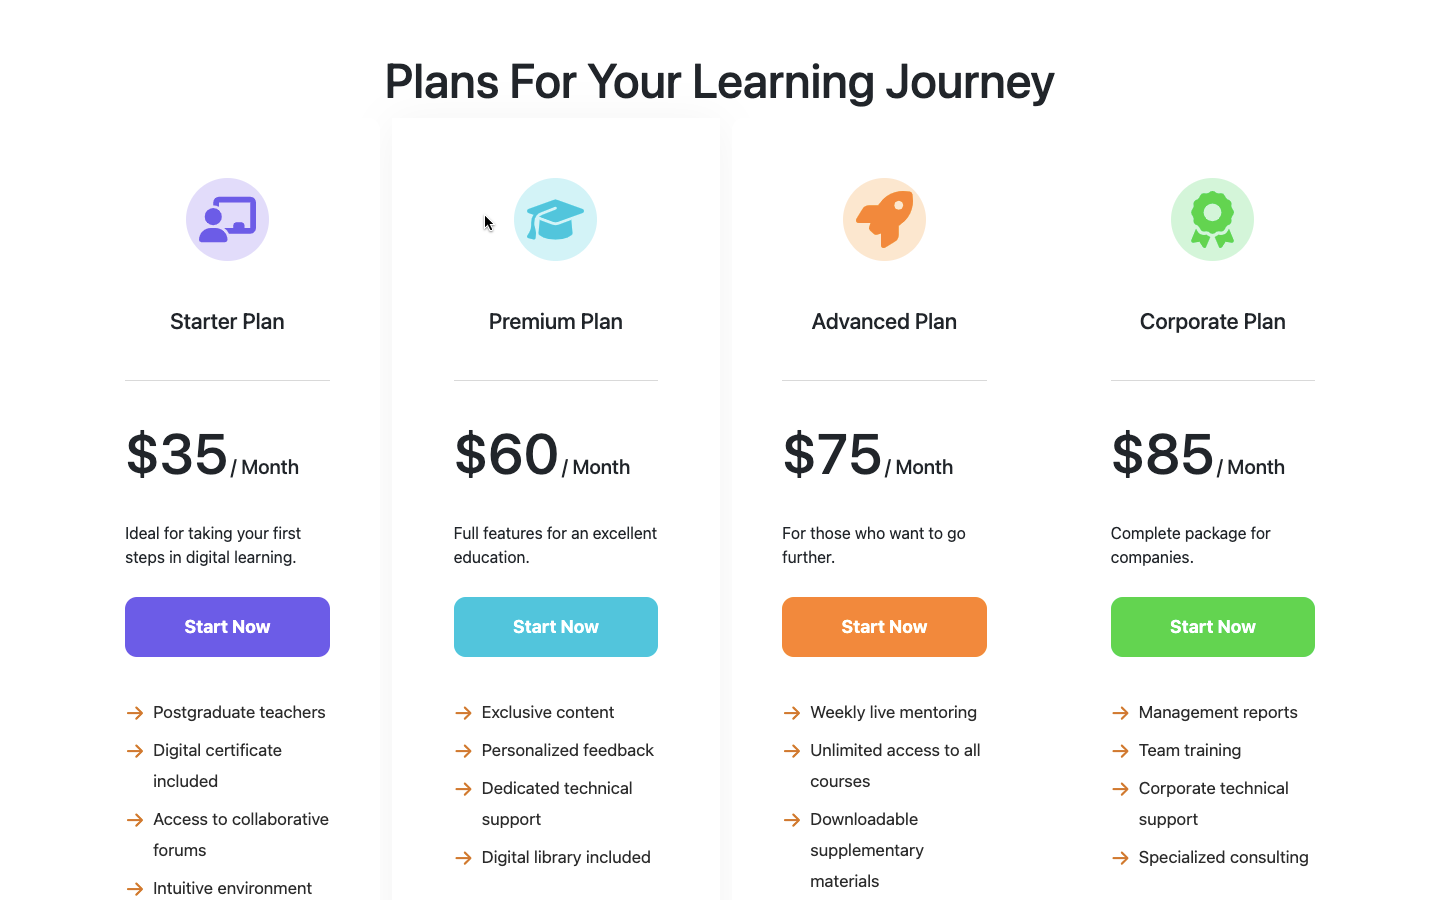 Plans For Your Learning Journey
Starter Plan
$35 / Month
Ideal for taking your first
steps in digital learning.
Start Now
Postgraduate teachers
Digital certificate
included
Access to collaborative
forums
Intuitive environment
Premium Plan
$60 / Month
Full features for an excellent
education.
Start Now
Exclusive content
Personalized feedback
Dedicated technical
support
Digital library included
Advanced Plan
$75 / Month
For those who want to go
further.
Start Now
Weekly live mentoring
Unlimited access to all
courses
Downloadable
supplementary
materials
Corporate Plan
$85 / Month
Complete package for
companies.
Start Now
Management reports
Team training
Corporate technical
support
Specialized consulting